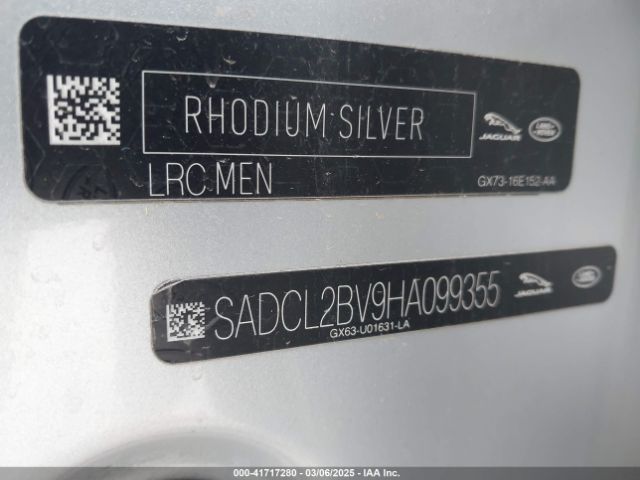 RHODIUM SILVER
LRC MEN
JAGUAR
LAND ROVER
GX73-16E152-AA
SADCL2BV9HA099355
GX63-U01631-LA
000-41717280 - 03/06/2025 - IAA Inc.